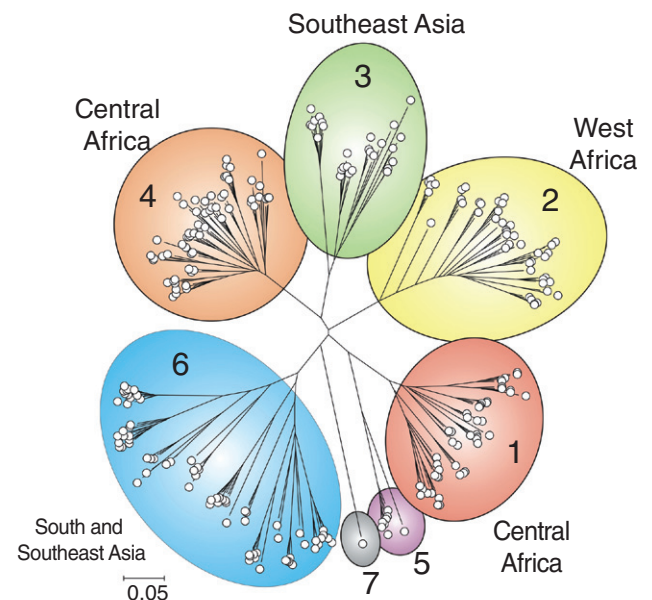 Southeast Asia
3
Central
Africa
4
West
Africa
2
6
1
South and
Southeast Asia
Central
Africa
5
7
0.05